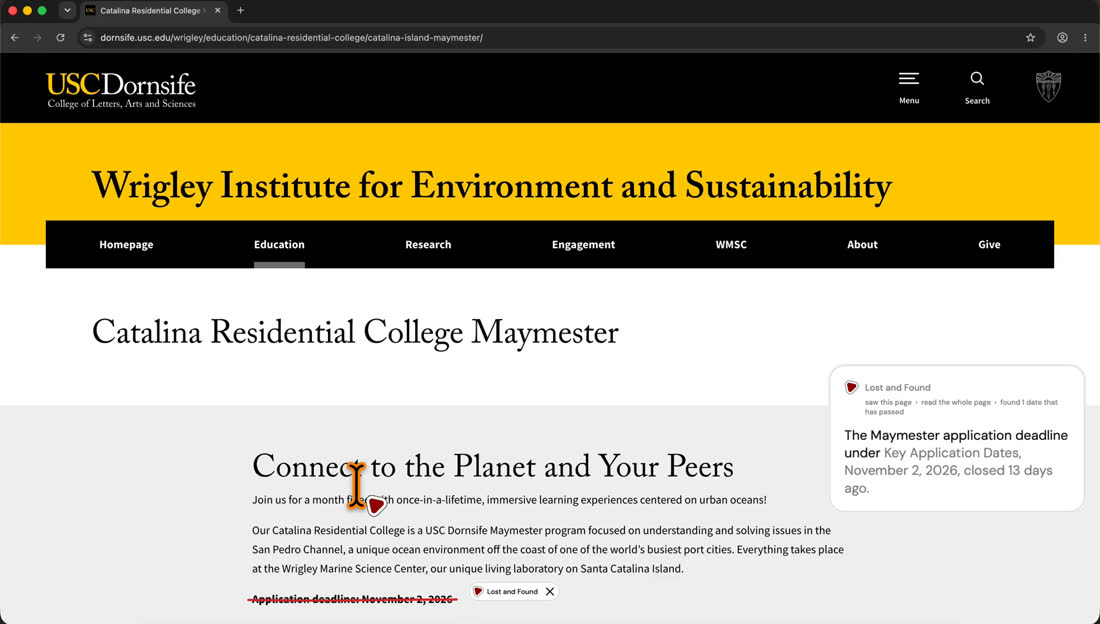 Catalina Residential College
dornsife.usc.edu/wrigley/education/catalina-residential-college/catalina-island-maymester/
USCDornsife
College of Letters, Arts and Sciences
Menu
Search
Wrigley Institute for Environment and Sustainability
Homepage Education Research Engagement WMSC About Give
Catalina Residential College Maymester
Lost and Found
saw this page › read the whole page › found 1 date that
has passed
The Maymester application deadline
under Key Application Dates,
November 2, 2026, closed 13 days
ago.
Connect to the Planet and Your Peers
Join us for a month once-in-a-lifetime, immersive learning experiences centered on urban oceans!
Our Catalina Residential College is a USC Dornsife Maymester program focused on understanding and solving issues in the
San Pedro Channel, a unique ocean environment off the coast of one of the world's busiest port cities. Everything takes place
at the Wrigley Marine Science Center, our unique living laboratory on Santa Catalina Island.
Application deadline: November 2, 2026
Lost and Found